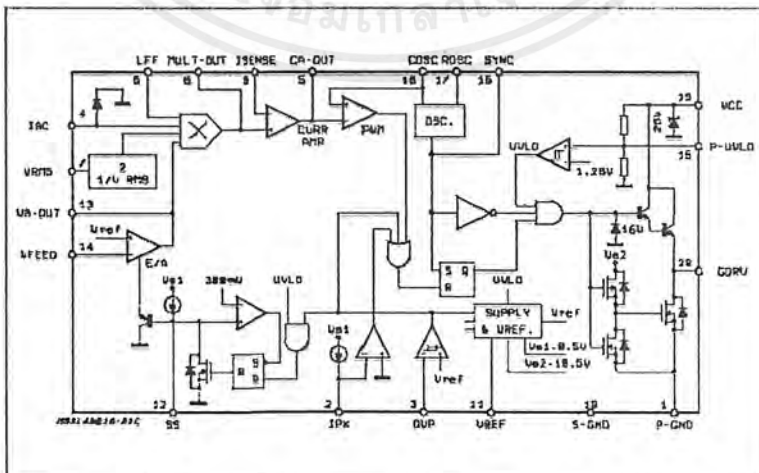 LFF MULT-OUT ISENSE CA-OUT COSC ROSC SYNC
6 8 9 5 18 17 16
IAC 4
VRMS 7
VA-OUT 13
VFEED 14
2
1/V RMS
CURR
AMP
PWM
OSC.
UVLO
1.28V
25V
19 VCC
15 P-UVLO
16V
Vs2
20 GDRV
Vref
E/A
Vs1
UVLO
S Q
R
UVLO
SUPPLY
& VREF.
Vref
Vs1-8.5V
Vs2-18.5V
Vs1
Vref
R S
Q
12 2 3 11 10 1
SS IPK OVP VREF S-GND P-GND